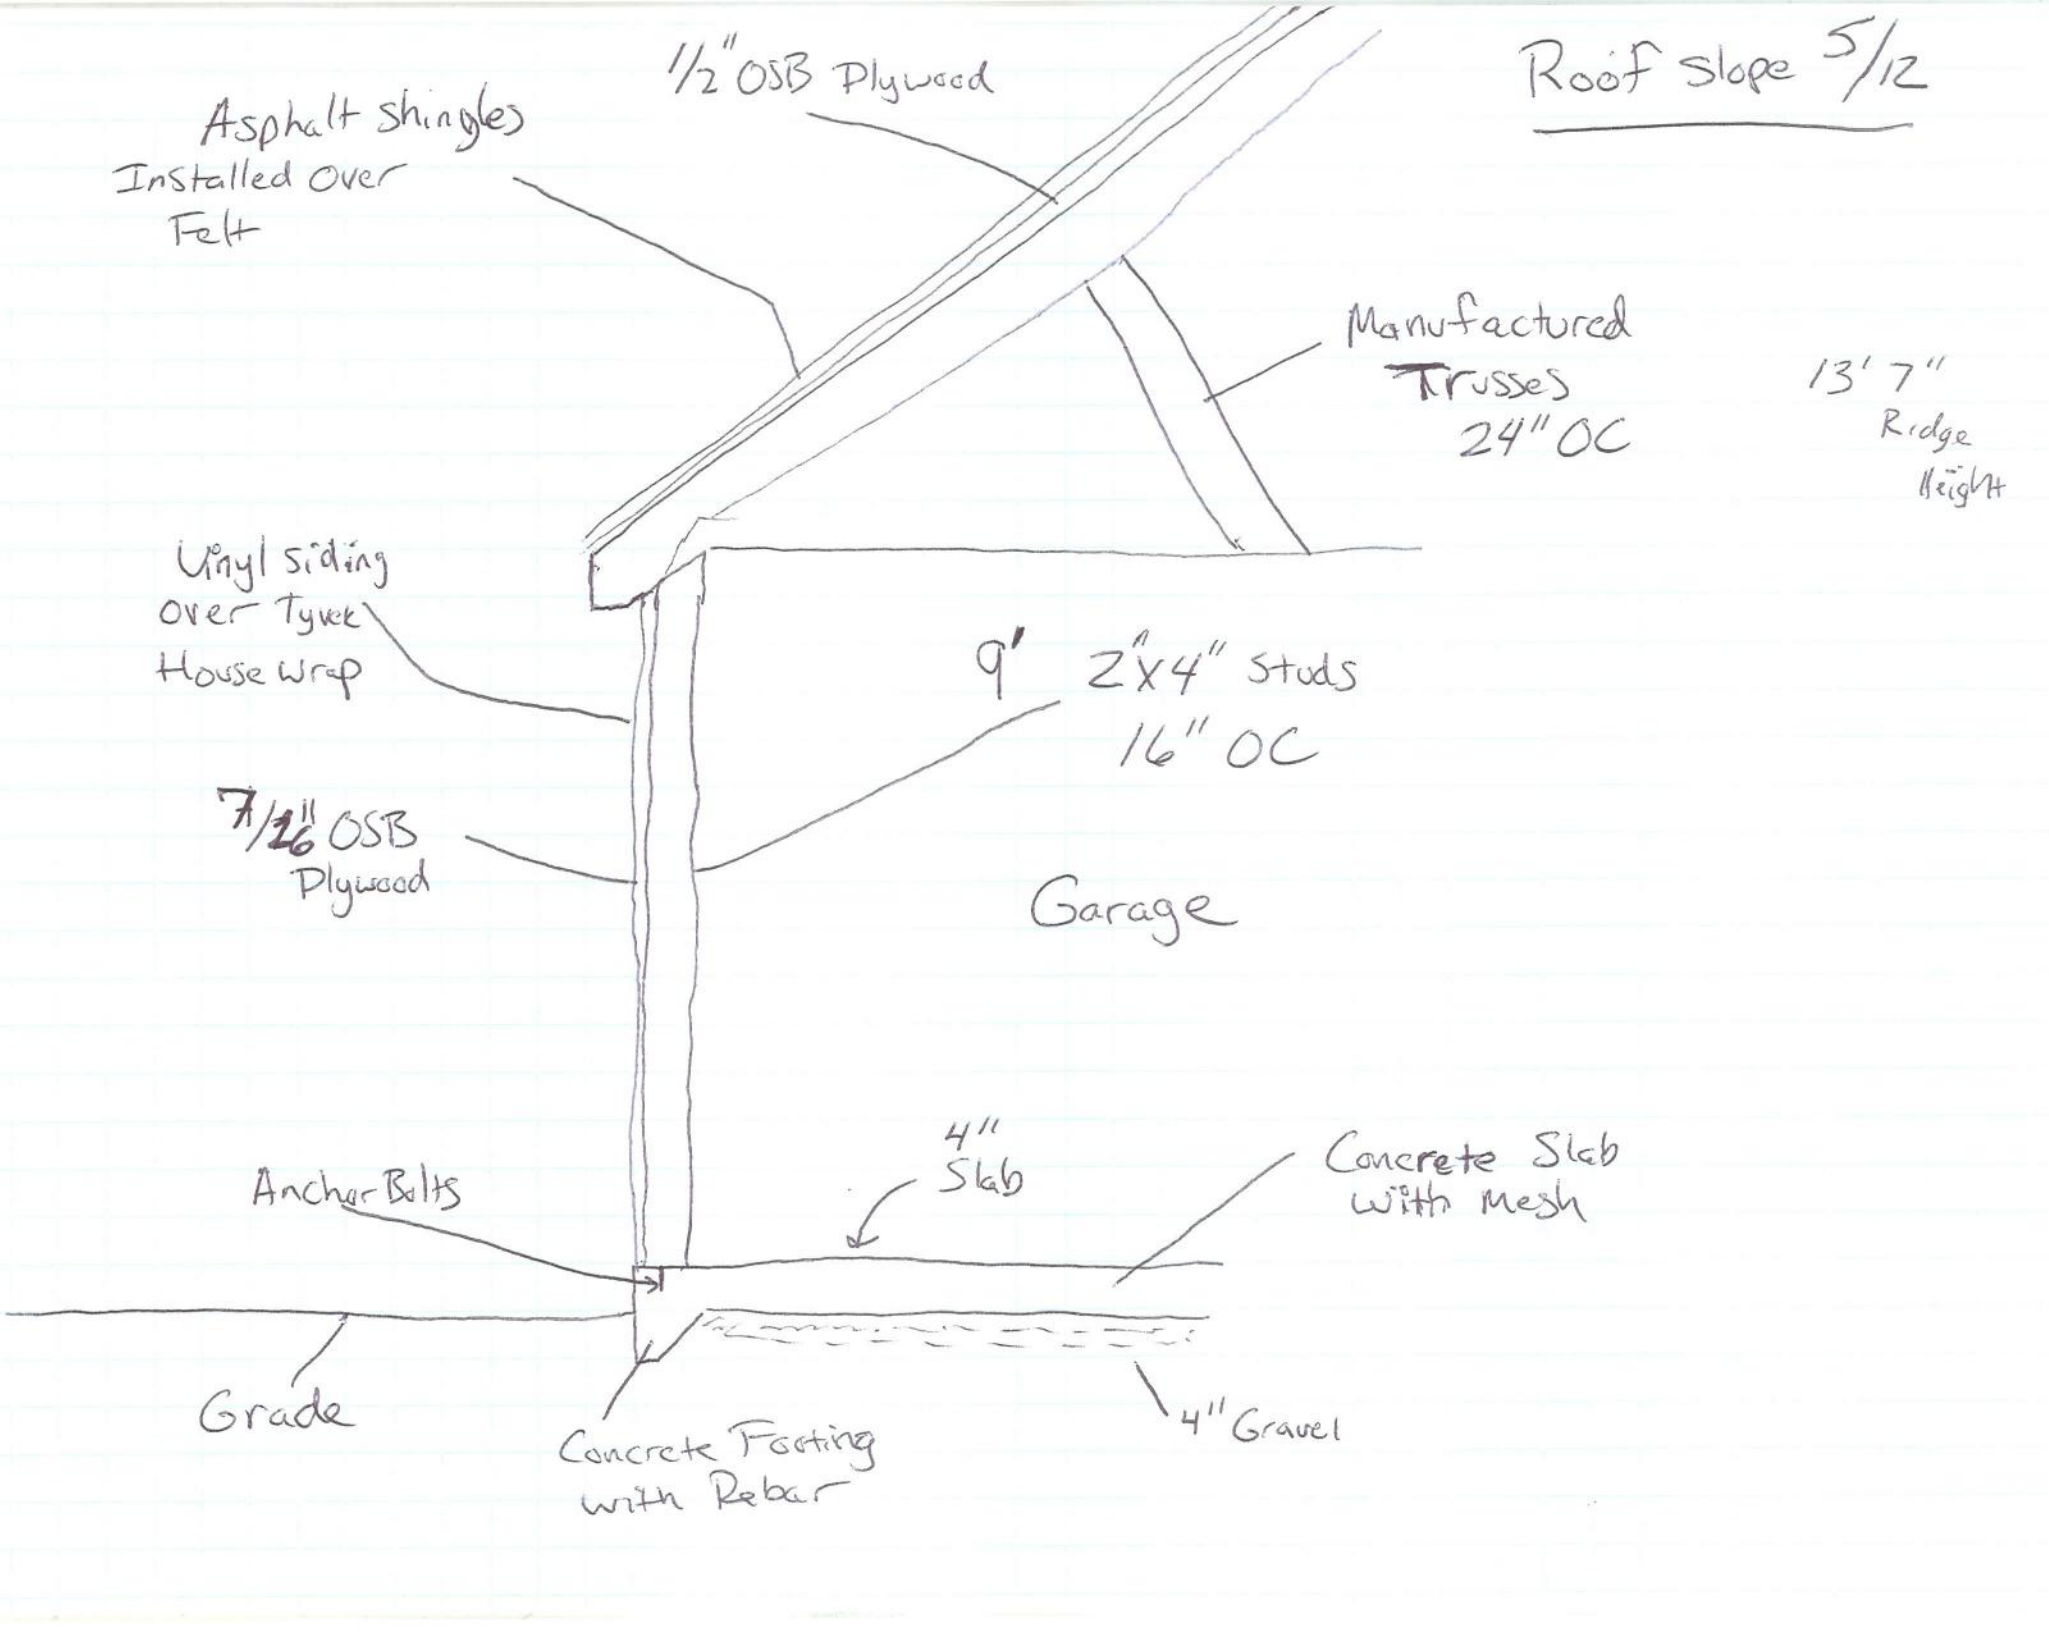 Roof Slope 5/12
1/2" OSB Plywood
Asphalt Shingles
Installed Over
Felt
Manufactured
Trusses
24" OC
13' 7"
Ridge
Height
Vinyl Siding
over Tyvek
House wrap
9' 2"x4" Studs
16" OC
7/16" OSB
Plywood
Garage
4"
Slab
Concrete Slab
with Mesh
Anchor Bolts
Grade
Concrete Footing
with Rebar
4" Gravel